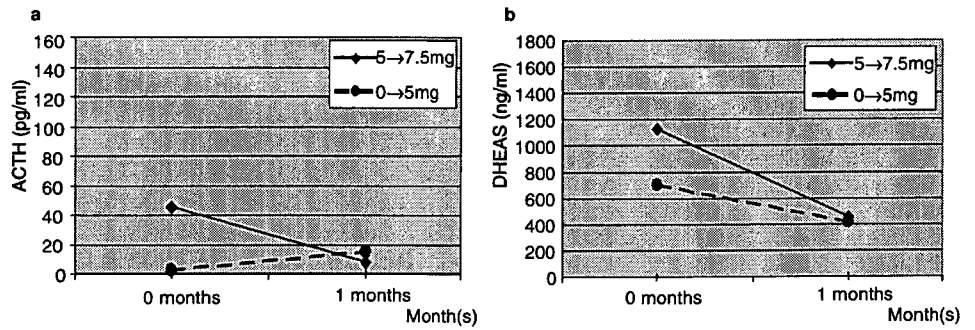 a
160
140
120
100
80
60
40
20
0
ACTH (pg/ml)
5→7.5mg
0→5mg
0 months
1 months
Month(s)
b
1800
1600
1400
1200
1000
800
600
400
200
0
DHEAS (ng/ml)
5→7.5mg
0→5mg
0 months
1 months
Month(s)